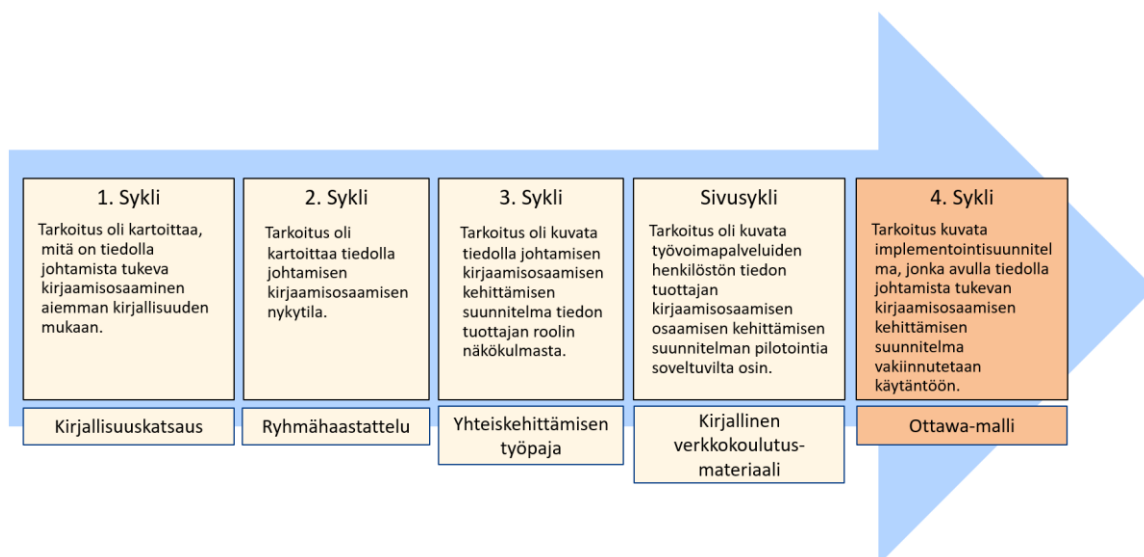 1. Sykli
Tarkoitus oli kartoittaa,
mitä on tiedolla
johtamista tukeva
kirjaamisosaaminen
aiemman kirjallisuuden
mukaan.
Kirjallisuuskatsaus
2. Sykli
Tarkoitus oli
kartoittaa tiedolla
johtamisen
kirjaamisosaamisen
nykytila.
Ryhmähaastattelu
3. Sykli
Tarkoitus oli kuvata
tiedolla johtamisen
kirjaamisosaamisen
kehittämisen
suunnitelma tiedon
tuottajan roolin
näkökulmasta.
Yhteiskehittämisen
työpaja
Sivusykli
Tarkoitus oli kuvata
työvoimapalveluiden
henkilöstön tiedon
tuottajan
kirjaamisosaamisen
osaamisen kehittämisen
suunnitelman pilotointia
soveltuvilta osin.
Kirjallinen
verkkokoulutus-
materiaali
4. Sykli
Tarkoitus kuvata
implementointisuunnitel
ma, jonka avulla tiedolla
johtamista tukevan
kirjaamisosaamisen
kehittämisen
suunnitelma
vakiinnutetaan
käytäntöön.
Ottawa-malli